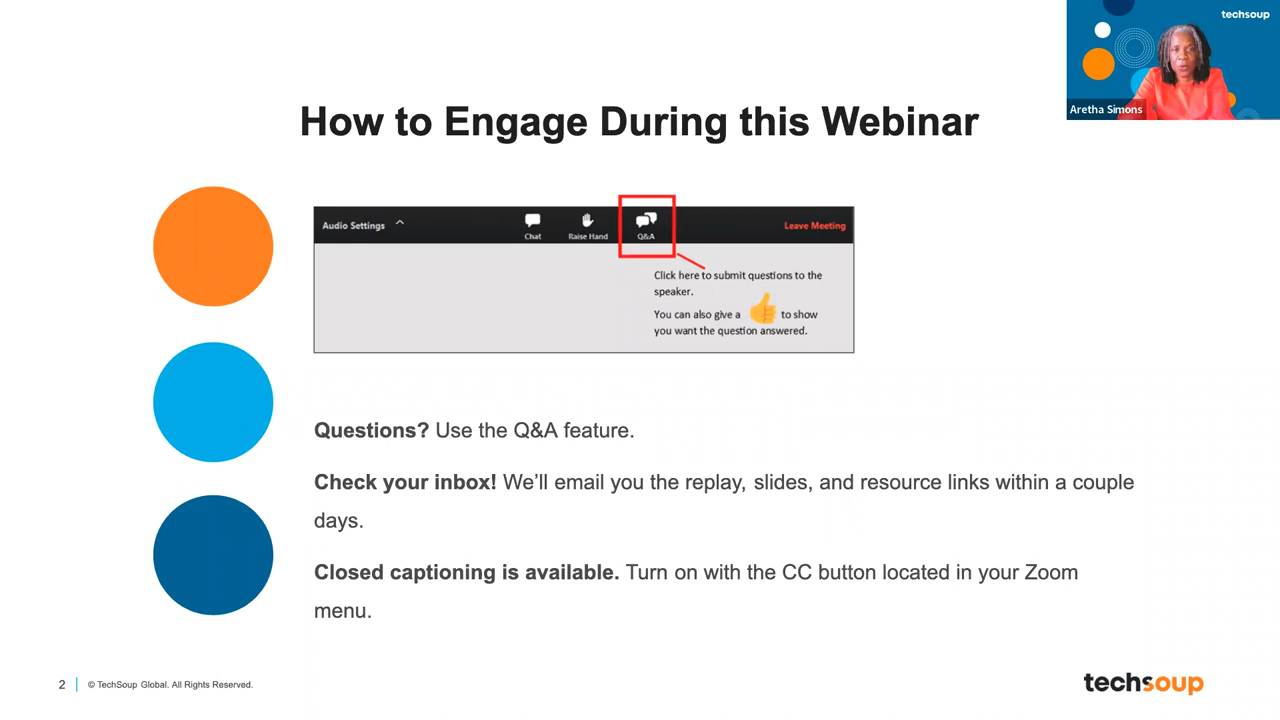 techsoup
Aretha Simons
How to Engage During this Webinar
Audio Settings
Chat
Raise Hand
Q&A
Leave Meeting
Click here to submit questions to the
speaker.
You can also give a to show
you want the question answered.
Questions? Use the Q&A feature.
Check your inbox! We’ll email you the replay, slides, and resource links within a couple
days.
Closed captioning is available. Turn on with the CC button located in your Zoom
menu.
2
© TechSoup Global. All Rights Reserved.
techsoup